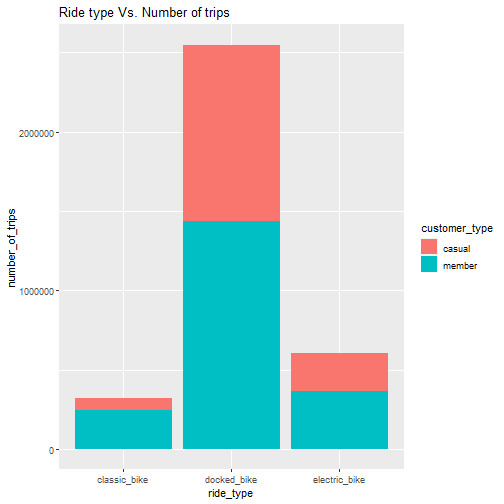 Ride type Vs. Number of trips
number_of_trips
2000000
1000000
0
classic_bike
docked_bike
electric_bike
ride_type
customer_type
casual
member